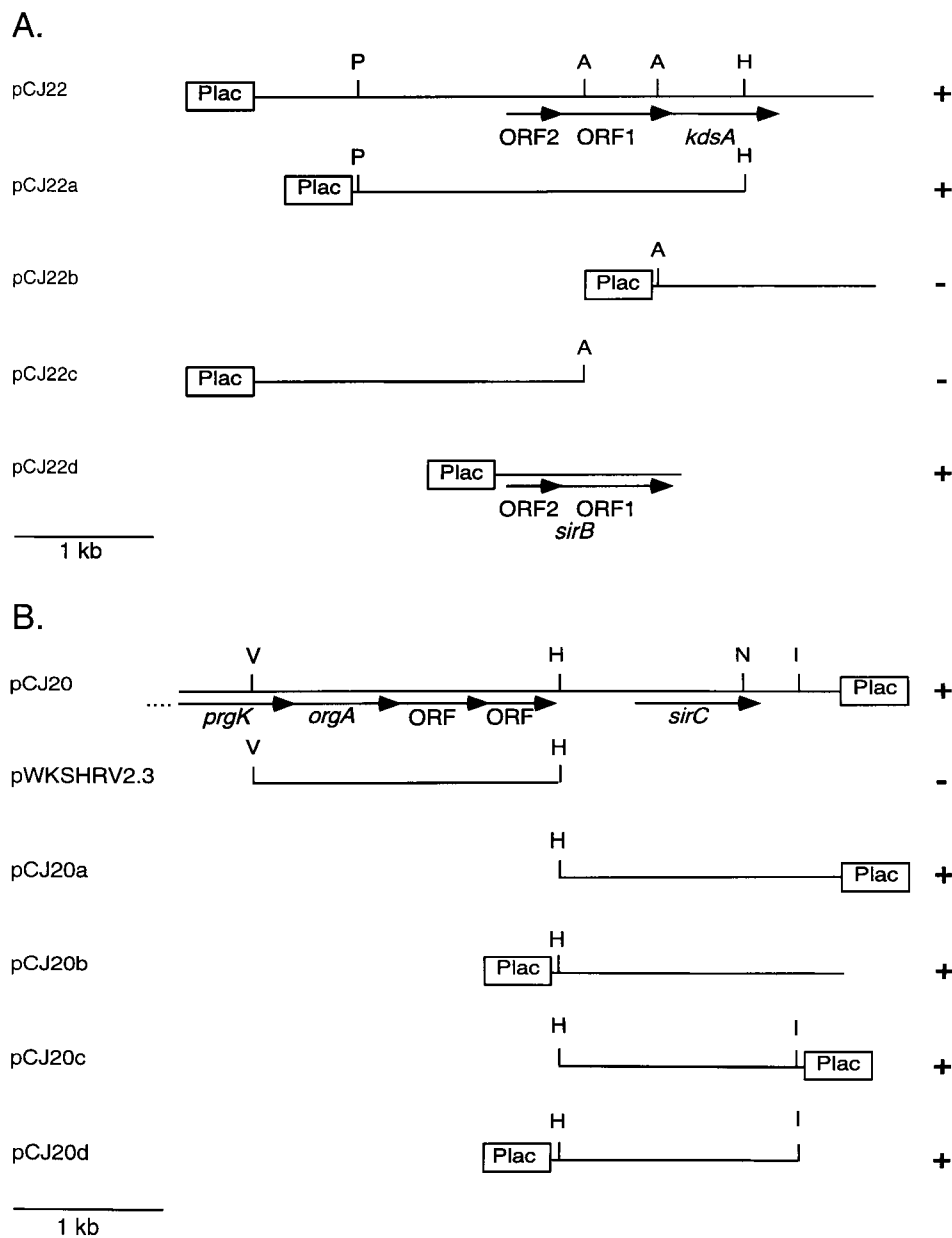 A.
P A A H
pCJ22 Plac +
ORF2 ORF1 kdsA
P H
pCJ22a Plac +
A
pCJ22b Plac -
A
pCJ22c Plac -
pCJ22d Plac +
ORF2 ORF1
sirB
1 kb
B.
V H N I
pCJ20 Plac +
.... prgK orgA ORF ORF sirC
V H
pWKSHRV2.3 -
H
pCJ20a Plac +
H
pCJ20b Plac +
H I
pCJ20c Plac +
H I
pCJ20d Plac +
1 kb